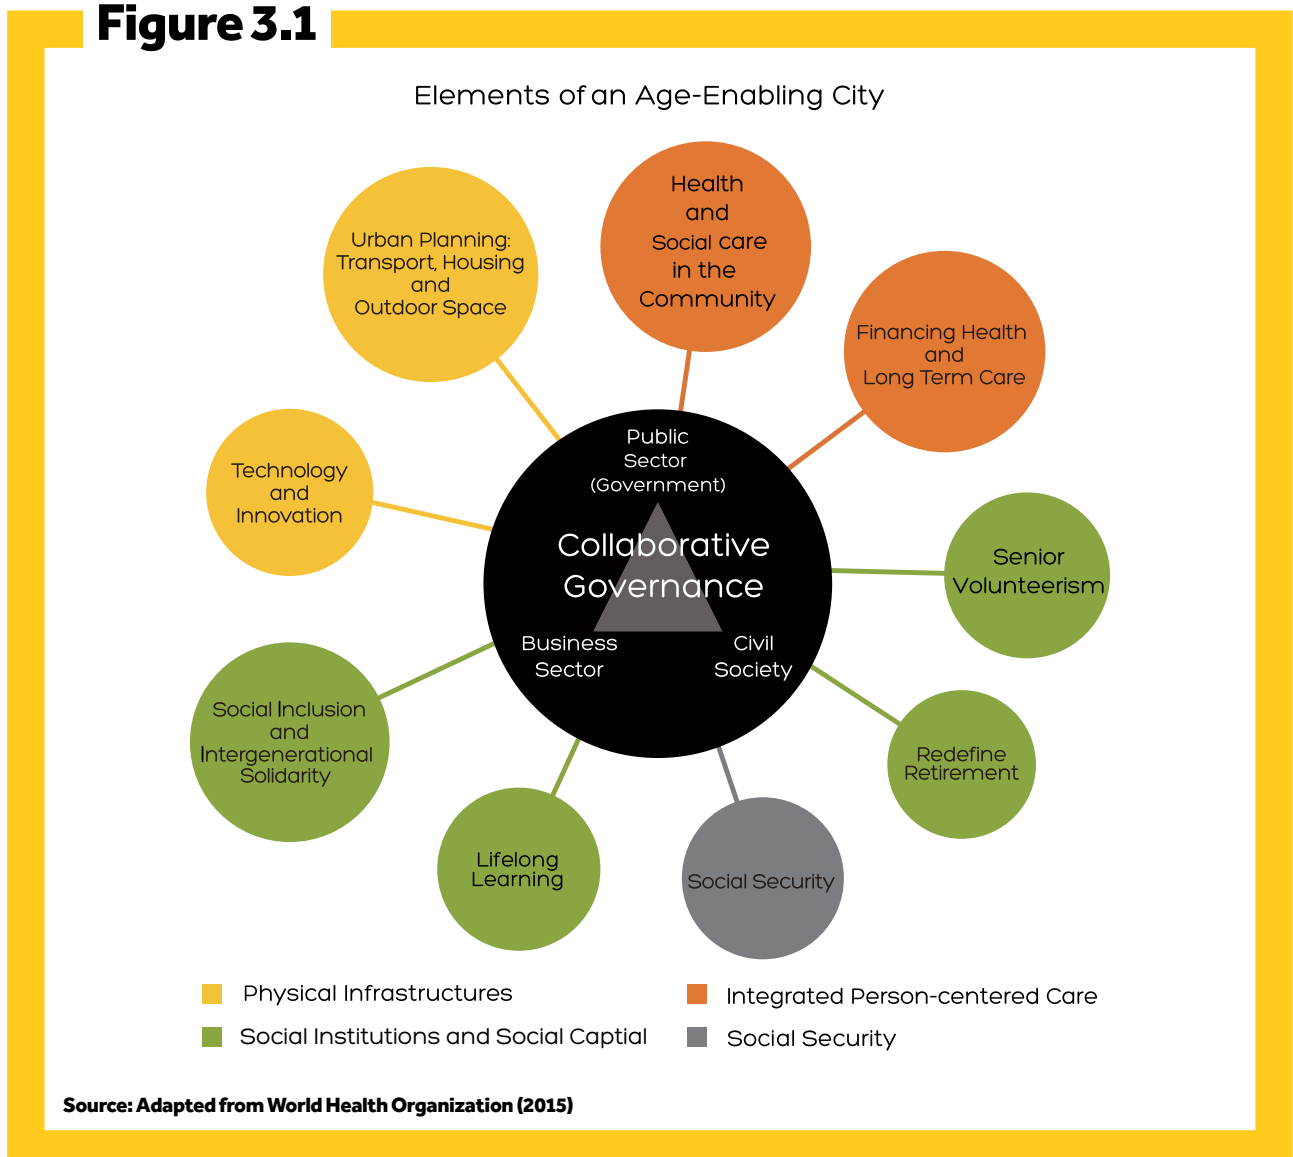 Figure 3.1
Elements of an Age-Enabling City
Urban Planning:
Transport, Housing
and
Outdoor Space
Health
and
Social care
in the
Community
Financing Health
and
Long Term Care
Technology
and
Innovation
Public
Sector
(Government)
Collaborative
Governance
Business
Sector
Civil
Society
Senior
Volunteerism
Social Inclusion
and
Intergenerational
Solidarity
Redefine
Retirement
Lifelong
Learning
Social Security
Physical Infrastructures
Integrated Person-centered Care
Social Institutions and Social Captial
Social Security
Source: Adapted from World Health Organization (2015)